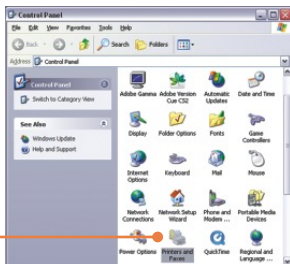 Control Panel
File Edit View Favorites Tools Help
Back Search Folders
Address Control Panel
Control Panel
Switch to Category View
See Also
Windows Update
Help and Support
Adobe Gamma
Adobe Version Cue CS2
Automatic Updates
Date and Time
Display
Folder Options
Fonts
Game Controllers
Internet Options
Keyboard
Mail
Mouse
Network Connections
Network Setup Wizard
Phone and Modem ...
Portable Media Devices
Power Options
Printers and Faxes
QuickTime
Regional and Language ...